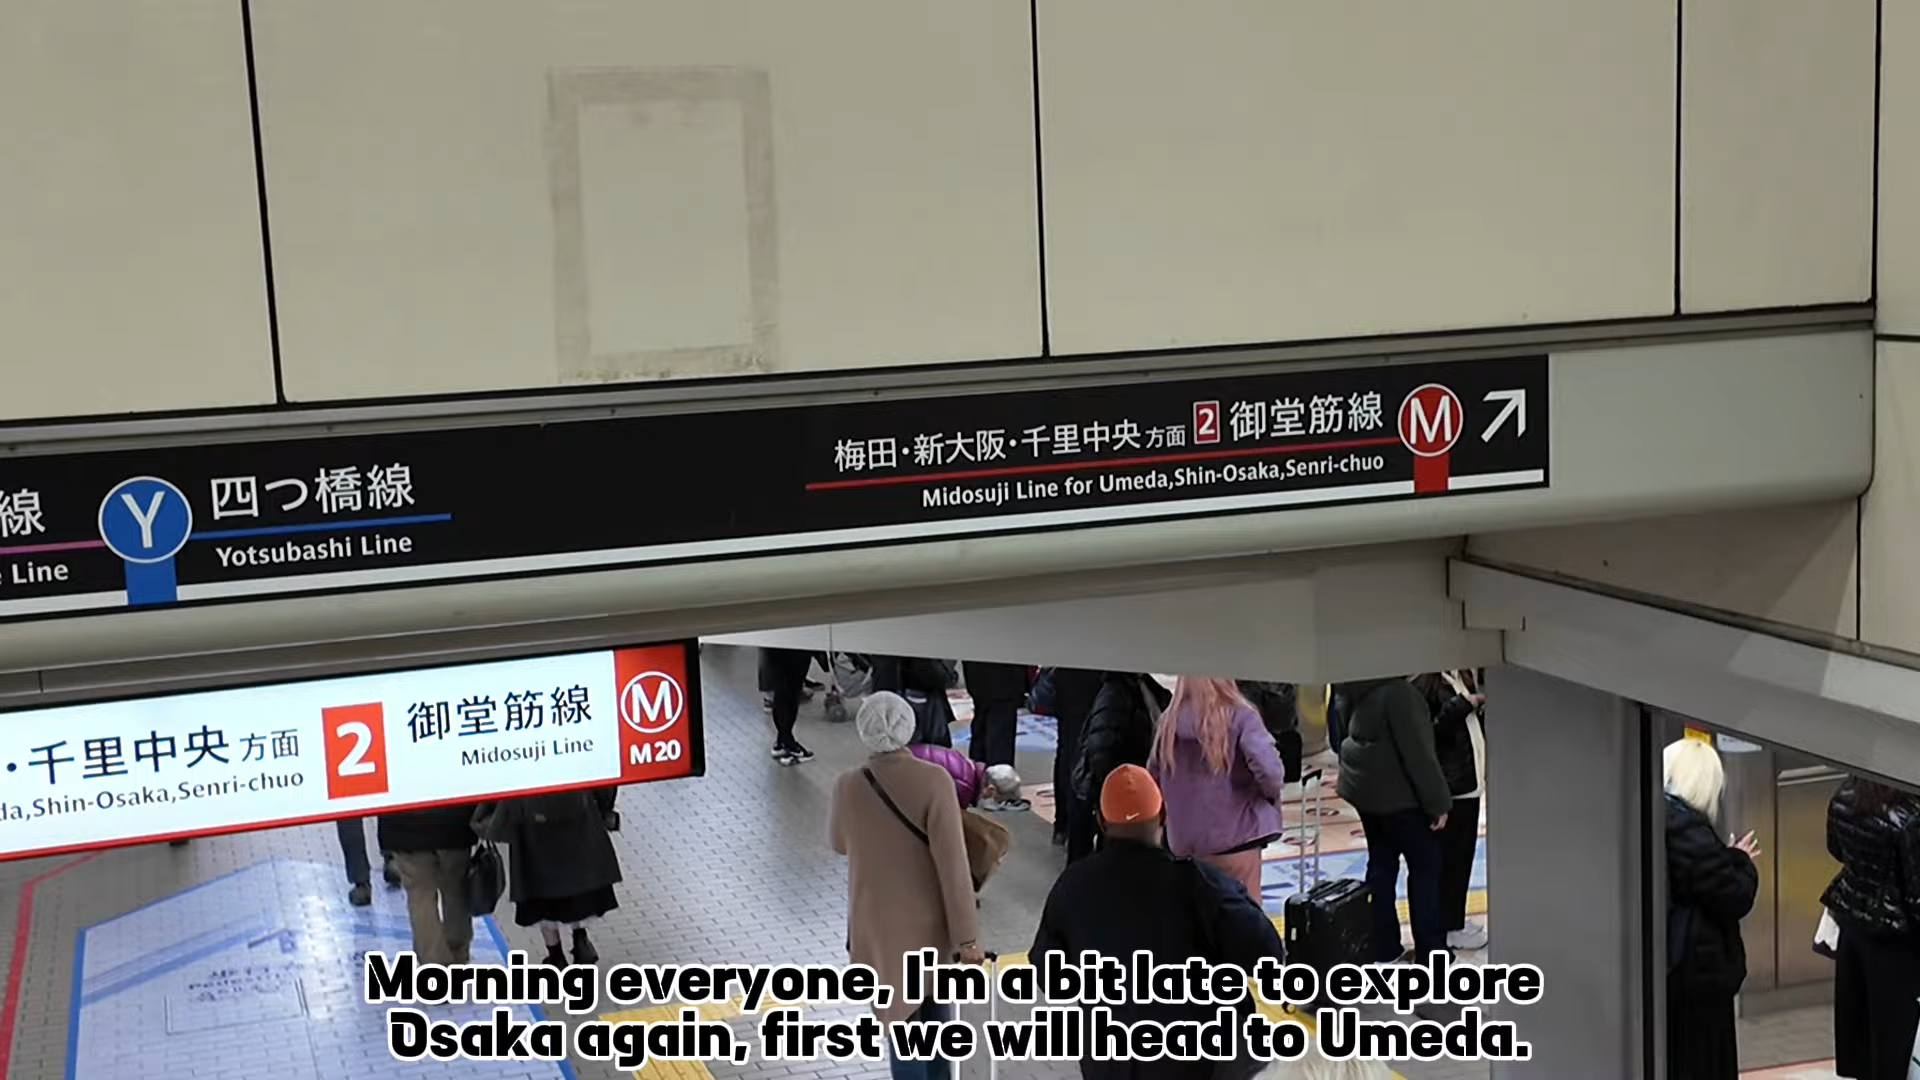 線
Line
Y
四つ橋線
Yotsubashi Line
梅田・新大阪・千里中央方面 2 御堂筋線 M
Midosuji Line for Umeda,Shin-Osaka,Senri-chuo
・千里中央方面 2 御堂筋線 M
Shin-Osaka,Senri-chuo Midosuji Line M20
Morning everyone, I'm a bit late to explore
Osaka again, first we will head to Umeda.